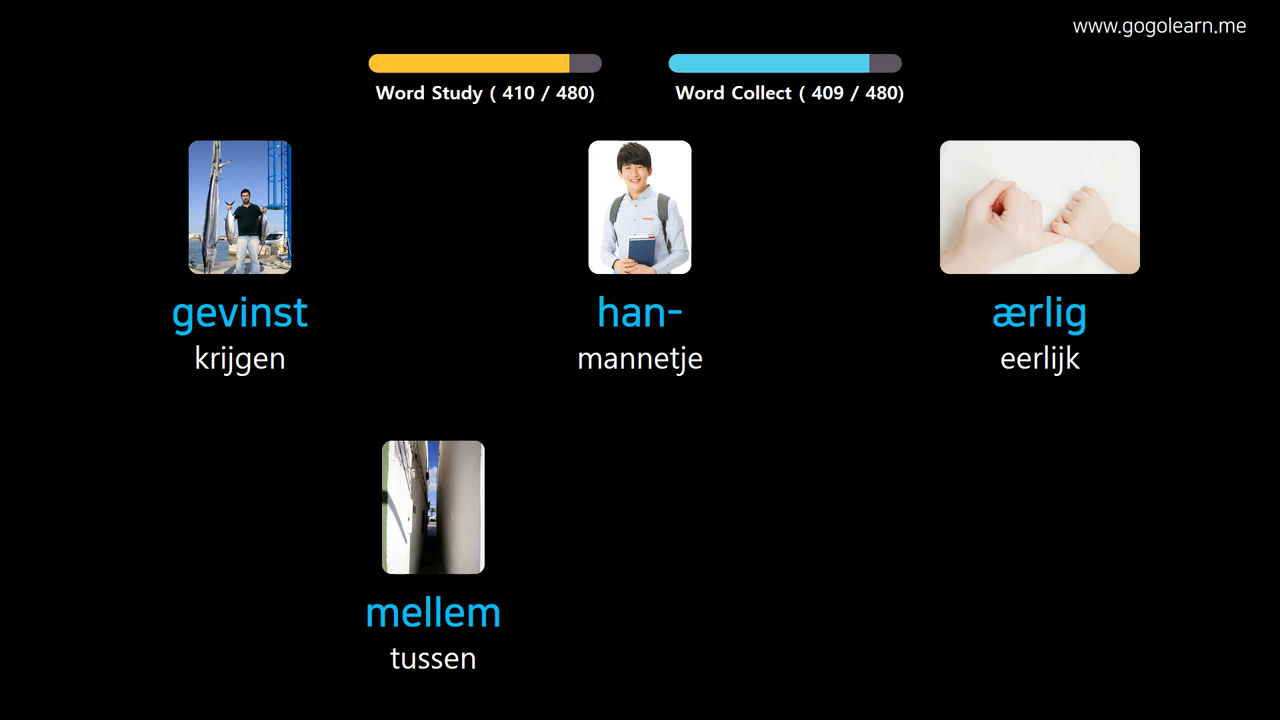 www.gogolearn.me
Word Study ( 410 / 480)
Word Collect ( 409 / 480)
gevinst
krijgen
han-
mannetje
ærlig
eerlijk
mellem
tussen